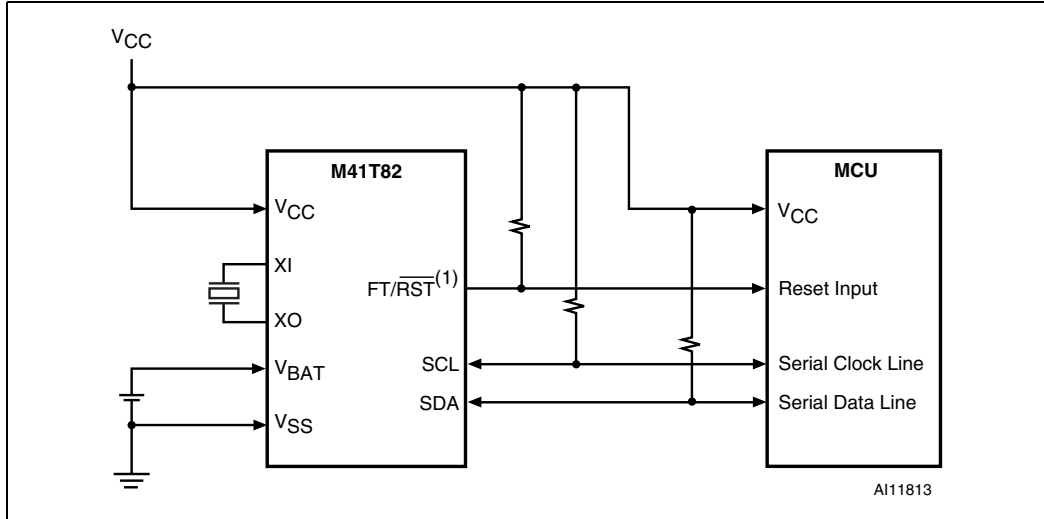 VCC
M41T82
MCU
VCC
VCC
XI
FT/RST(1)
Reset Input
XO
VBAT
SCL
Serial Clock Line
SDA
Serial Data Line
VSS
AI11813